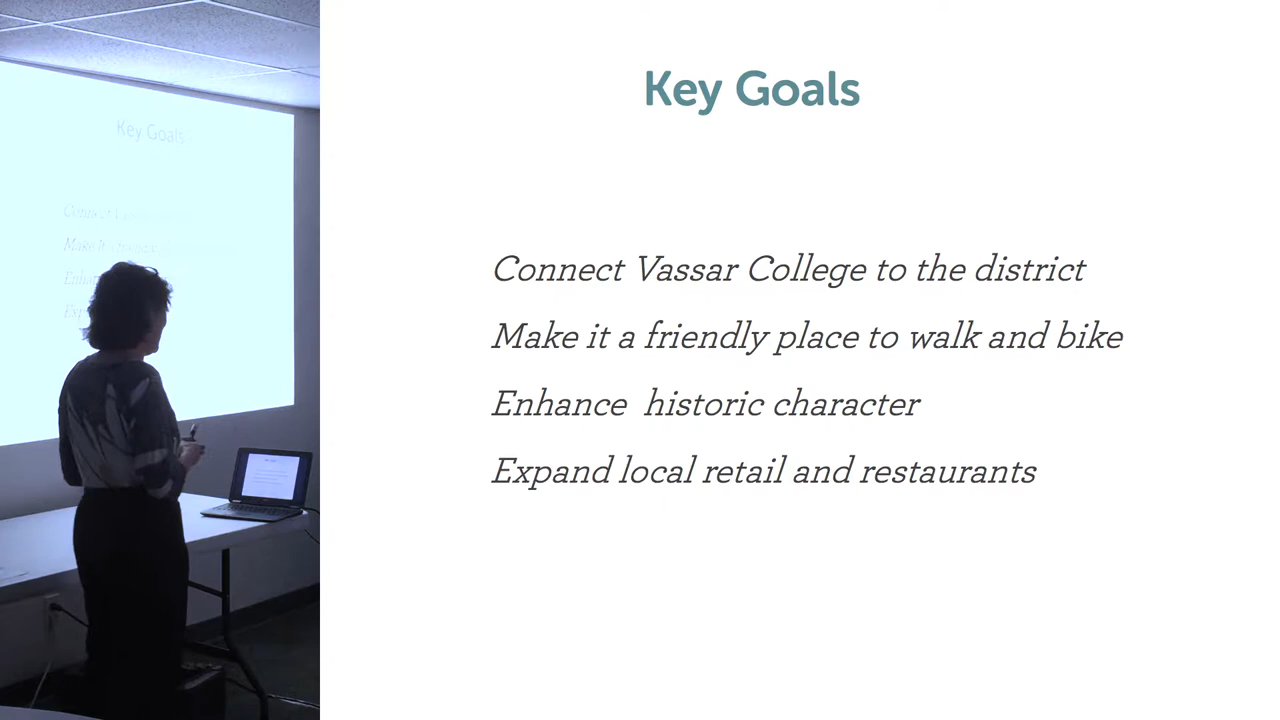 Key Goals
Connect Vassar College to the district
Make it a friendly place to walk and bike
Enhance  historic character
Expand local retail and restaurants